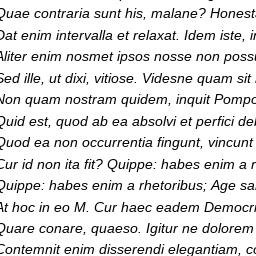 Quae contraria sunt his, malane? Honest
Dat enim intervalla et relaxat. Idem iste, i
Aliter enim nosmet ipsos nosse non poss
Sed ille, ut dixi, vitiose. Videsne quam sit
Non quam nostram quidem, inquit Pompo
Quid est, quod ab ea absolvi et perfici de
Quod ea non occurrentia fingunt, vincunt
Cur id non ita fit? Quippe: habes enim a r
Quippe: habes enim a rhetoribus; Age sa
At hoc in eo M. Cur haec eadem Democri
Quare conare, quaeso. Igitur ne dolorem
Contemnit enim disserendi elegantiam, c